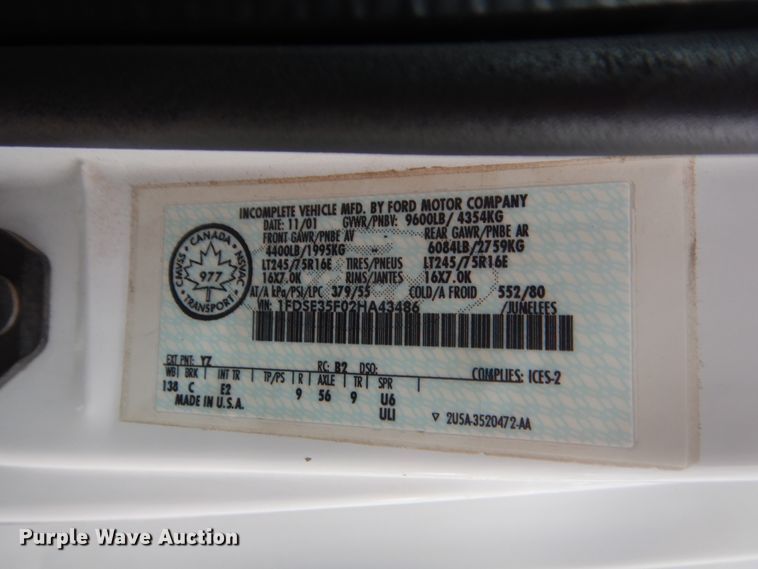 INCOMPLETE VEHICLE MFD. BY FORD MOTOR COMPANY
DATE: 11/01 GVWR/PNBV: 9600LB/ 4354KG
FRONT GAWR/PNBE AV - REAR GAWR/PNBE AR
4400LB/1995KG - 6084LB/2759KG
LT245/75R16E TIRES/PNEUS LT245/75R16E
16X7.0K RIMS/JANTES 16X7.0K
AT/A kPa/PSI/LPC 379/55 COLD/A FROID 552/80
VIN: 1FDSE35F02HA43486 /JUNELEES
CMVSS • CANADA • NSVAC • TRANSPORT •
977
EXT PNT: YZ RC: B2 DSO:
WB BRK INT TR TP/PS R AXLE TR SPR COMPLIES: ICES-2
138 C E2 9 56 9 U6
MADE IN U.S.A. ULI ▽ 2U5A-3520472-AA
Purple Wave Auction